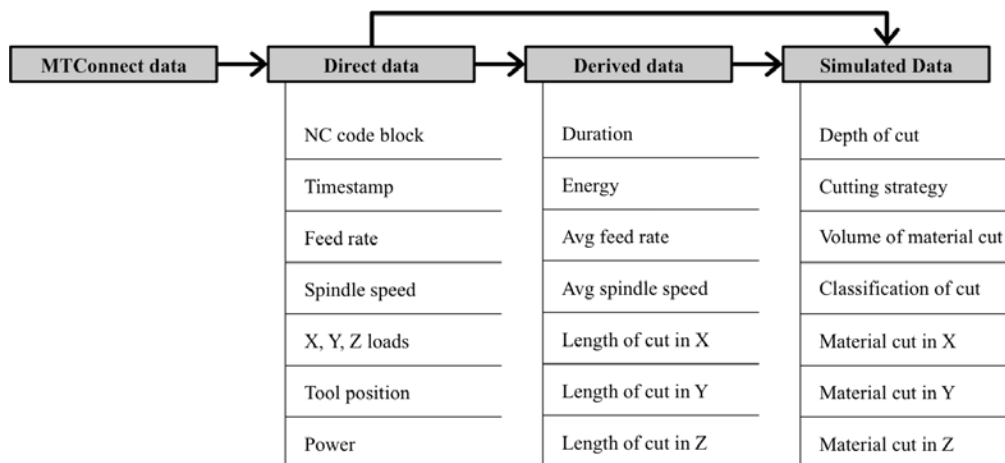 MTConnect data
Direct data
Derived data
Simulated Data
NC code block
Duration
Depth of cut
Timestamp
Energy
Cutting strategy
Feed rate
Avg feed rate
Volume of material cut
Spindle speed
Avg spindle speed
Classification of cut
X, Y, Z loads
Length of cut in X
Material cut in X
Tool position
Length of cut in Y
Material cut in Y
Power
Length of cut in Z
Material cut in Z